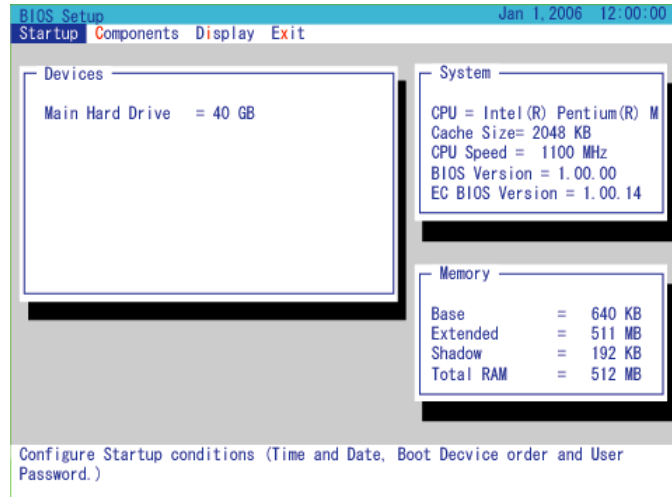 BIOS Setup Jan 1,2006 12:00:00
Startup Components Display Exit
Devices
Main Hard Drive = 40 GB
System
CPU = Intel(R) Pentium(R) M
Cache Size= 2048 KB
CPU Speed = 1100 MHz
BIOS Version = 1.00.00
EC BIOS Version = 1.00.14
Memory
Base = 640 KB
Extended = 511 MB
Shadow = 192 KB
Total RAM = 512 MB
Configure Startup conditions (Time and Date, Boot Decvice order and User
Password.)